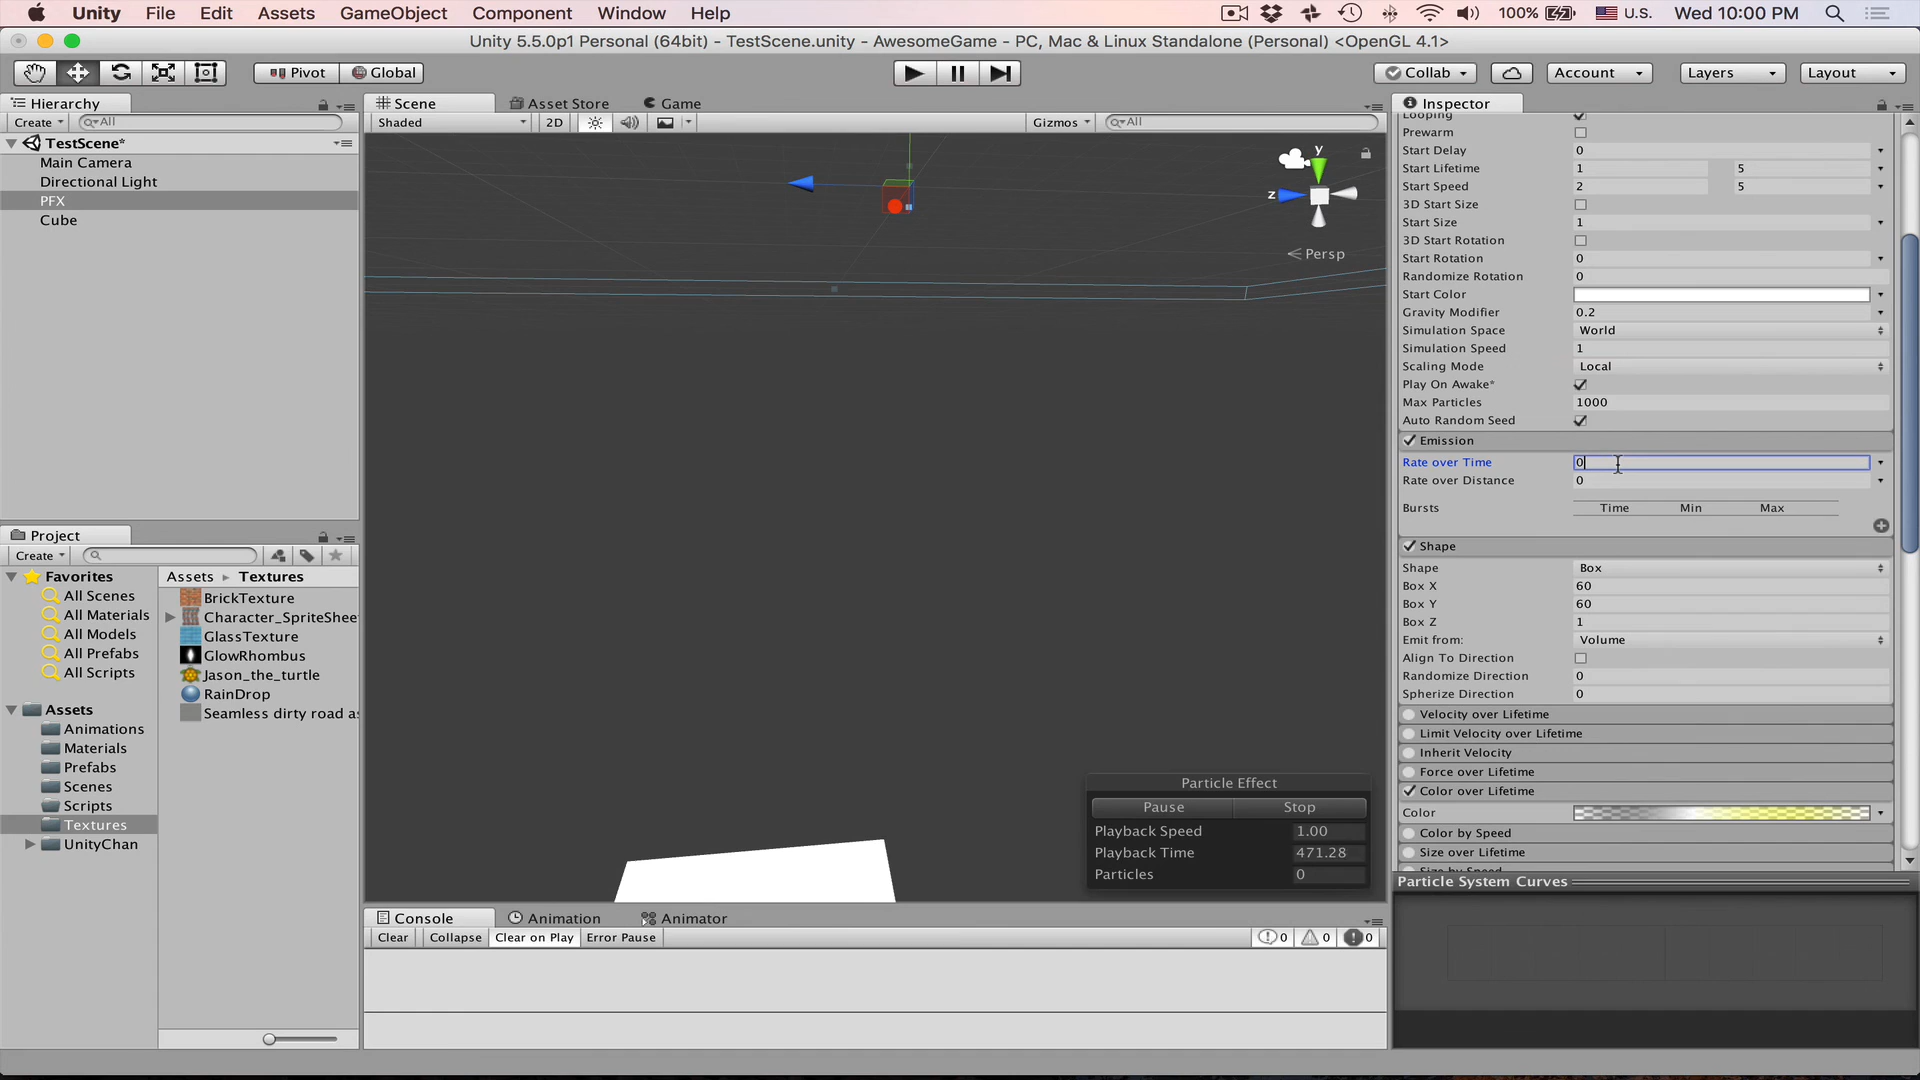 Unity File Edit Assets GameObject Component Window Help 100% U.S. Wed 10:00 PM
Unity 5.5.0p1 Personal (64bit) - TestScene.unity - AwesomeGame - PC, Mac & Linux Standalone (Personal) <OpenGL 4.1>
Pivot Global Collab Account Layers Layout
Hierarchy
Create All
TestScene*
Main Camera
Directional Light
PFX
Cube
Scene Asset Store Game
Shaded 2D Gizmos All
y
z
Persp
Particle Effect
Pause Stop
Playback Speed 1.00
Playback Time 471.28
Particles 0
Project
Create
Favorites
All Scenes
All Materials
All Models
All Prefabs
All Scripts
Assets
Animations
Materials
Prefabs
Scenes
Scripts
Textures
UnityChan
Assets Textures
BrickTexture
Character_SpriteShee
GlassTexture
GlowRhombus
Jason_the_turtle
RainDrop
Seamless dirty road as
Console Animation Animator
Clear Collapse Clear on Play Error Pause 0 0 0
Inspector
Looping
Prewarm
Start Delay 0
Start Lifetime 1 5
Start Speed 2 5
3D Start Size
Start Size 1
3D Start Rotation
Start Rotation 0
Randomize Rotation 0
Start Color
Gravity Modifier 0.2
Simulation Space World
Simulation Speed 1
Scaling Mode Local
Play On Awake*
Max Particles 1000
Auto Random Seed
Emission
Rate over Time 0
Rate over Distance 0
Bursts Time Min Max
Shape
Shape Box
Box X 60
Box Y 60
Box Z 1
Emit from: Volume
Align To Direction
Randomize Direction 0
Spherize Direction 0
Velocity over Lifetime
Limit Velocity over Lifetime
Inherit Velocity
Force over Lifetime
Color over Lifetime
Color
Color by Speed
Size over Lifetime
Size by Speed
Particle System Curves